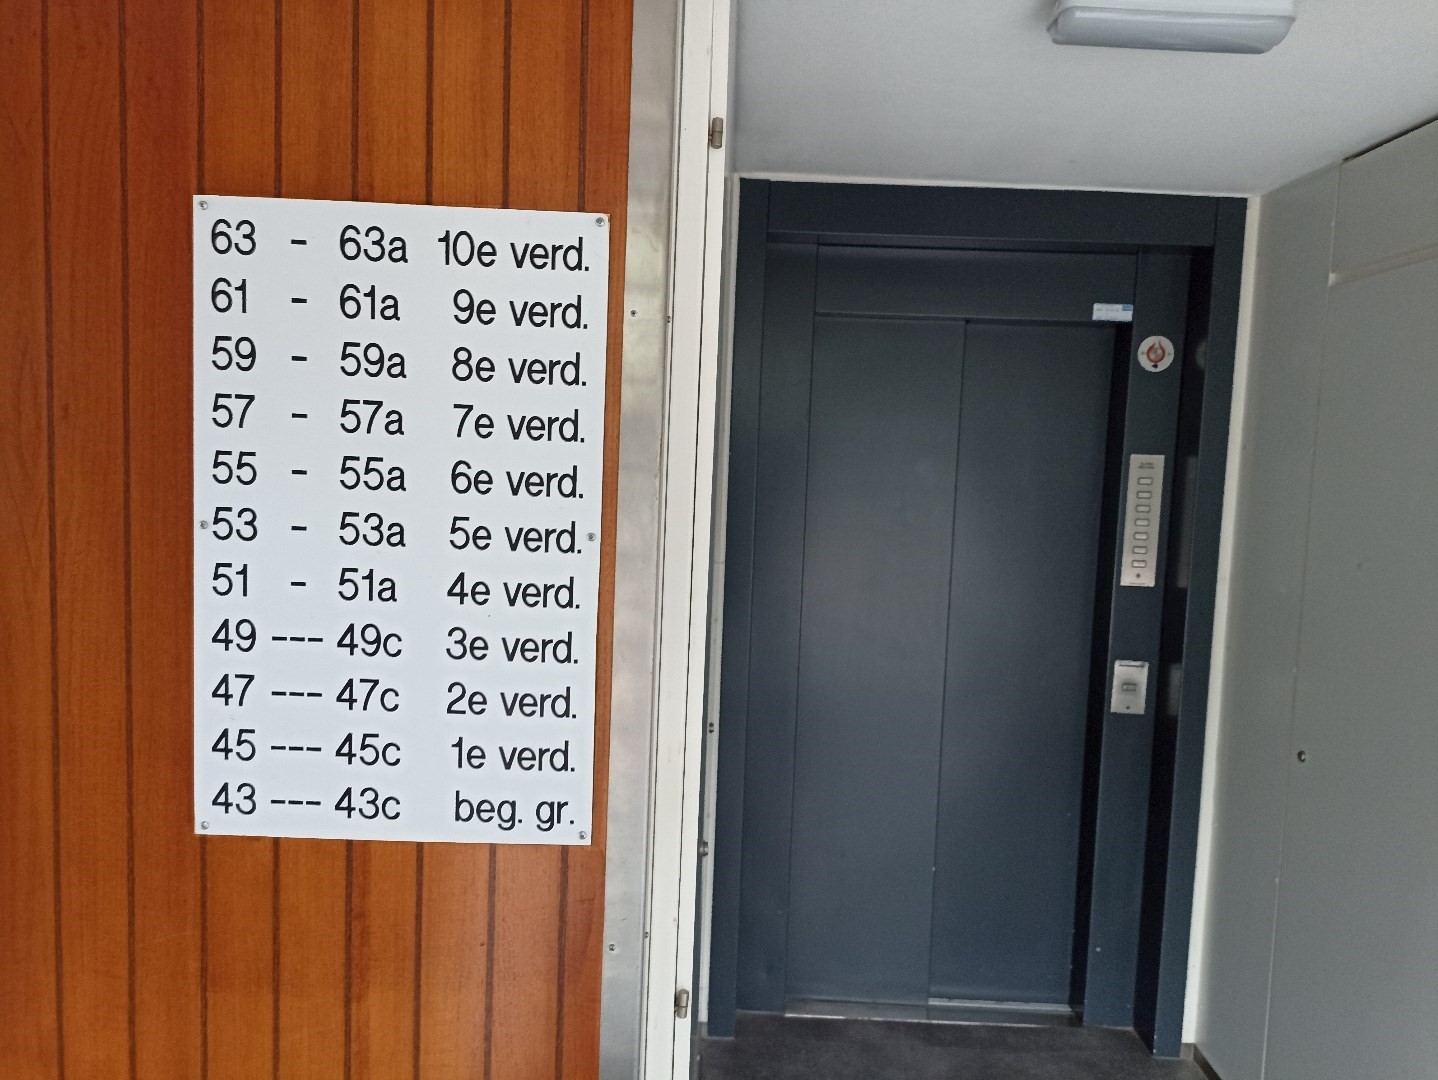 63 - 63a 10e verd.
61 - 61a 9e verd.
59 - 59a 8e verd.
57 - 57a 7e verd.
55 - 55a 6e verd.
53 - 53a 5e verd.
51 - 51a 4e verd.
49 --- 49c 3e verd.
47 --- 47c 2e verd.
45 --- 45c 1e verd.
43 --- 43c beg. gr.